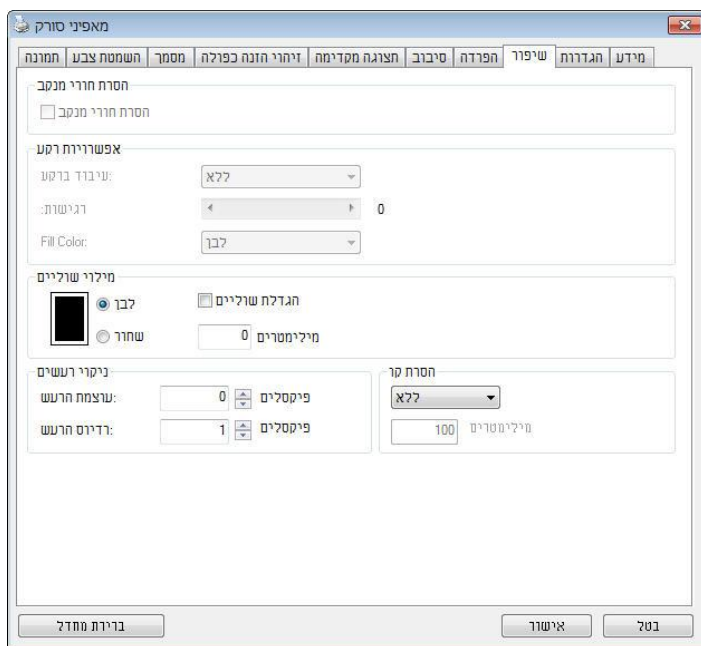 מאפיני סורק
תמונה השמטת צבע מסמך זיהוי הזנה כפולה תצוגה מקדימה סיבוב הפרדה שיפור הגדרות מידע
הסרת חורי מנקב
הסרת חורי מנקב
אפשרויות רקע
עיבוד ברקע: ללא
רגישות: 0
Fill Color: לבן
מילוי שוליים
לבן הגדלת שוליים
שחור 0 מילימטרים
ניקוי רעשים
עוצמת הרעש: 0 פיקסלים
רדיוס הרעש: 1 פיקסלים
הסרת קו
ללא
100 מילימטרים
ברירת מחדל אישור בטל